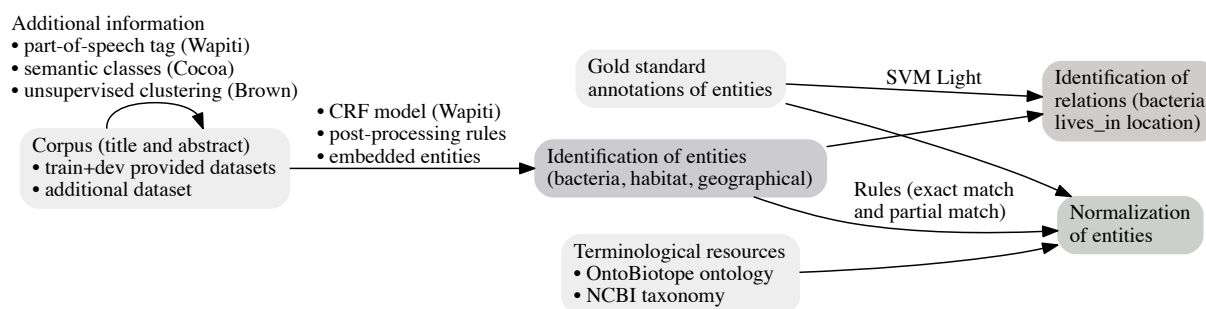 Additional information
• part-of-speech tag (Wapiti)
• semantic classes (Cocoa)
• unsupervised clustering (Brown)
Corpus (title and abstract)
• train+dev provided datasets
• additional dataset
• CRF model (Wapiti)
• post-processing rules
• embedded entities
Gold standard
annotations of entities
Identification of entities
(bacteria, habitat, geographical)
Terminological resources
• OntoBiotope ontology
• NCBI taxonomy
SVM Light
Rules (exact match
and partial match)
Identification of
relations (bacteria
lives_in location)
Normalization
of entities